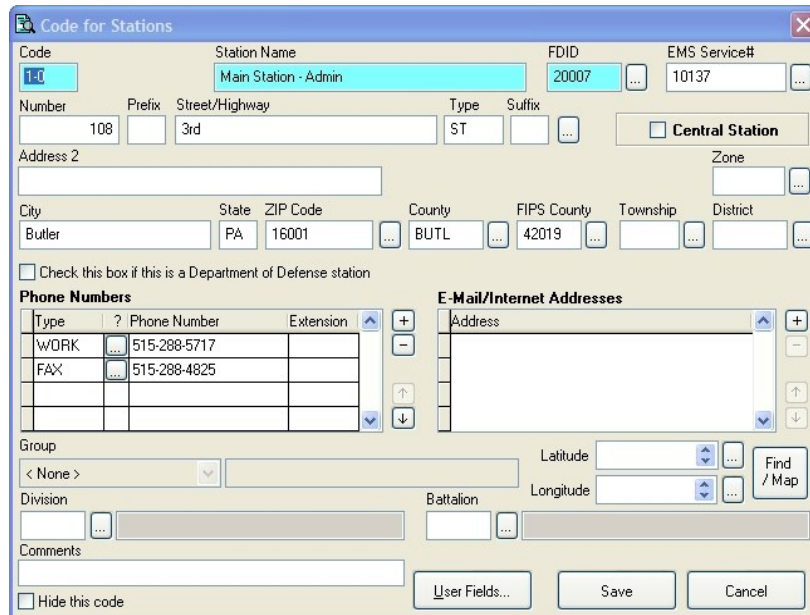 Code for Stations
Code Station Name FDID EMS Service#
1-0 Main Station - Admin 20007 ... 10137 ...
Number Prefix Street/Highway Type Suffix
108 3rd ST ... Central Station
Address 2 Zone
...
City State ZIP Code County FIPS County Township District
Butler PA 16001 ... BUTL ... 42019 ... ... ...
Check this box if this is a Department of Defense station
Phone Numbers E-Mail/Internet Addresses
Type ? Phone Number Extension + Address +
WORK ... 515-288-5717 - -
FAX ... 515-288-4825
Group Latitude ... Find
< None > / Map
Longitude ...
Division Battalion
... ...
Comments
User Fields... Save Cancel
Hide this code